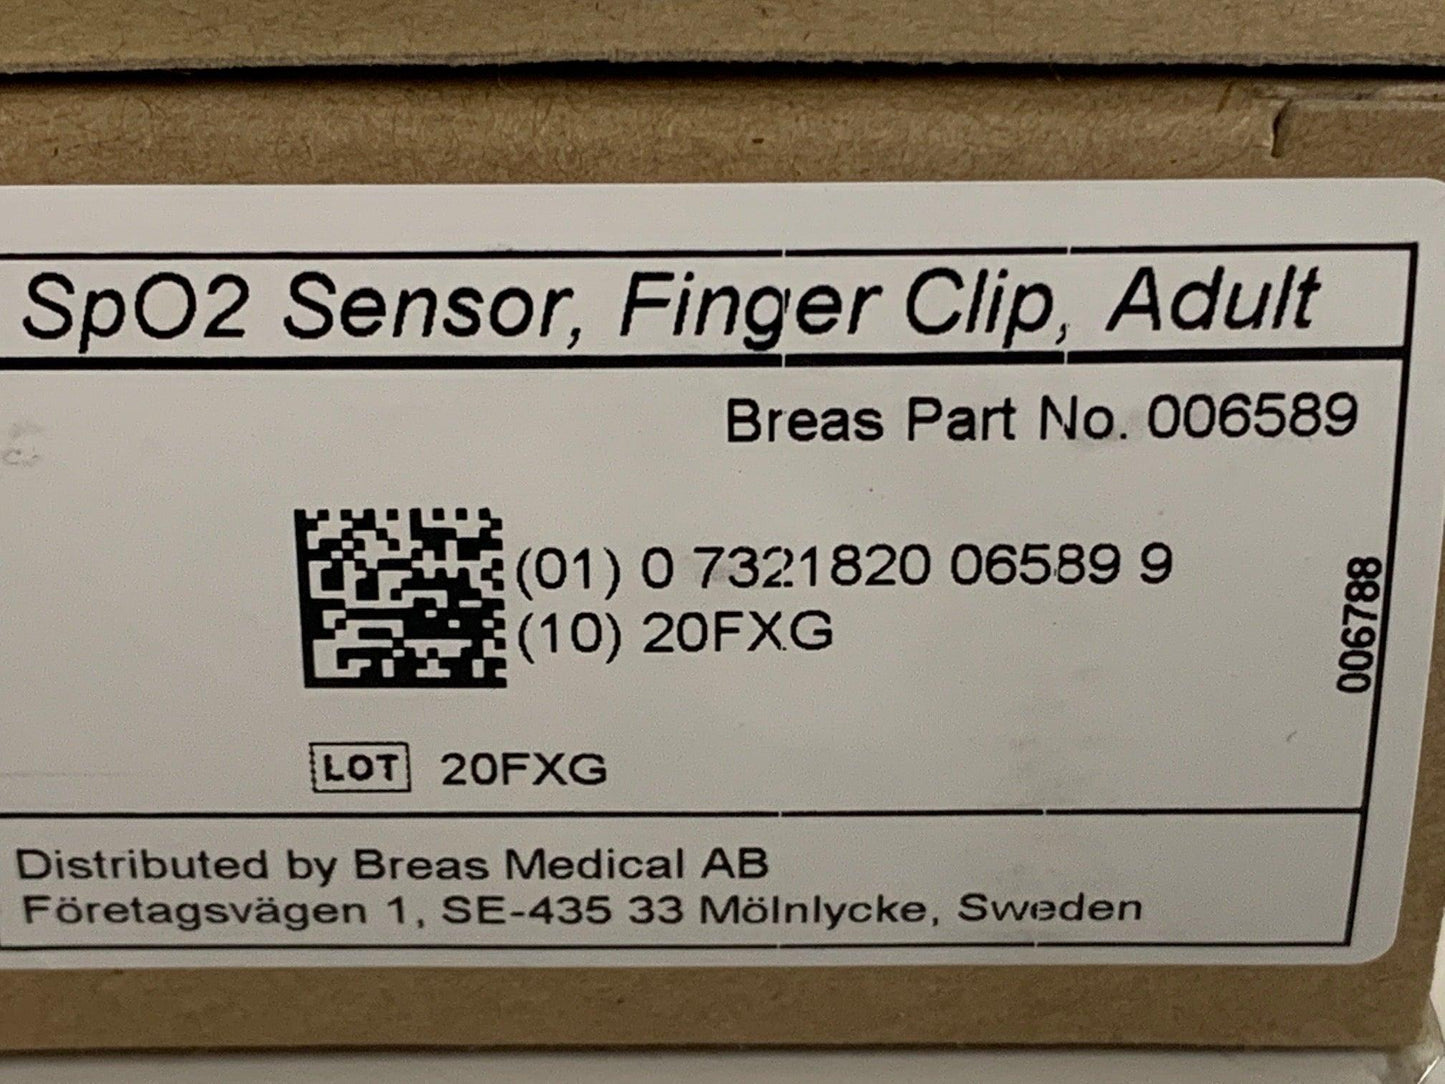 SpO2 Sensor, Finger Clip, Adult
Breas Part No. 006589
(01) 0 7321820 06589 9
(10) 20FXG
006788
LOT 20FXG
Distributed by Breas Medical AB
Företagsvägen 1, SE-435 33 Mölnlycke, Sweden